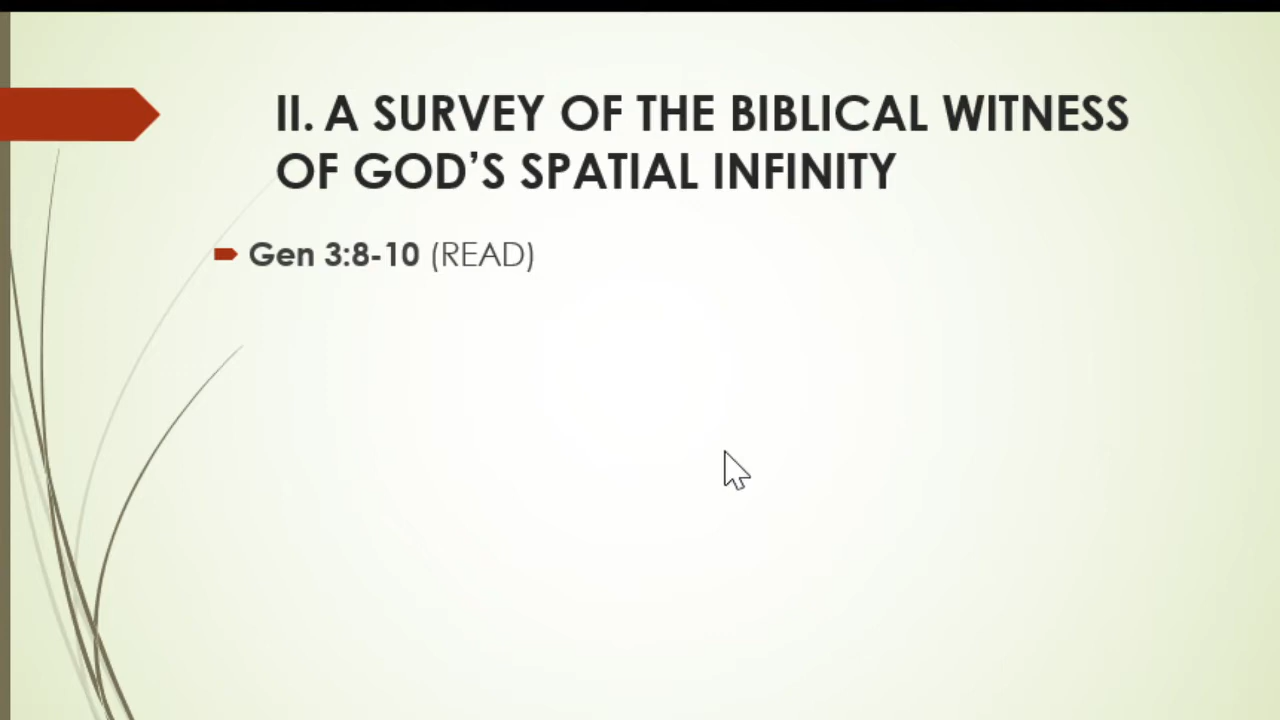 II. A SURVEY OF THE BIBLICAL WITNESS
OF GOD’S SPATIAL INFINITY
Gen 3:8-10 (READ)